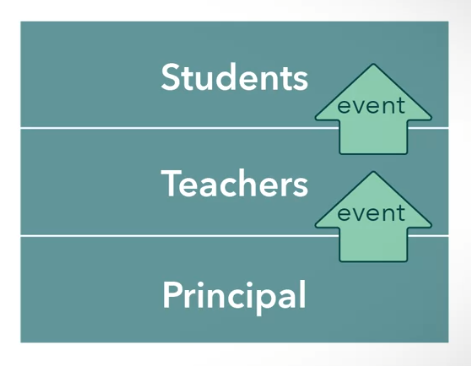 Students
event
Teachers
event
Principal